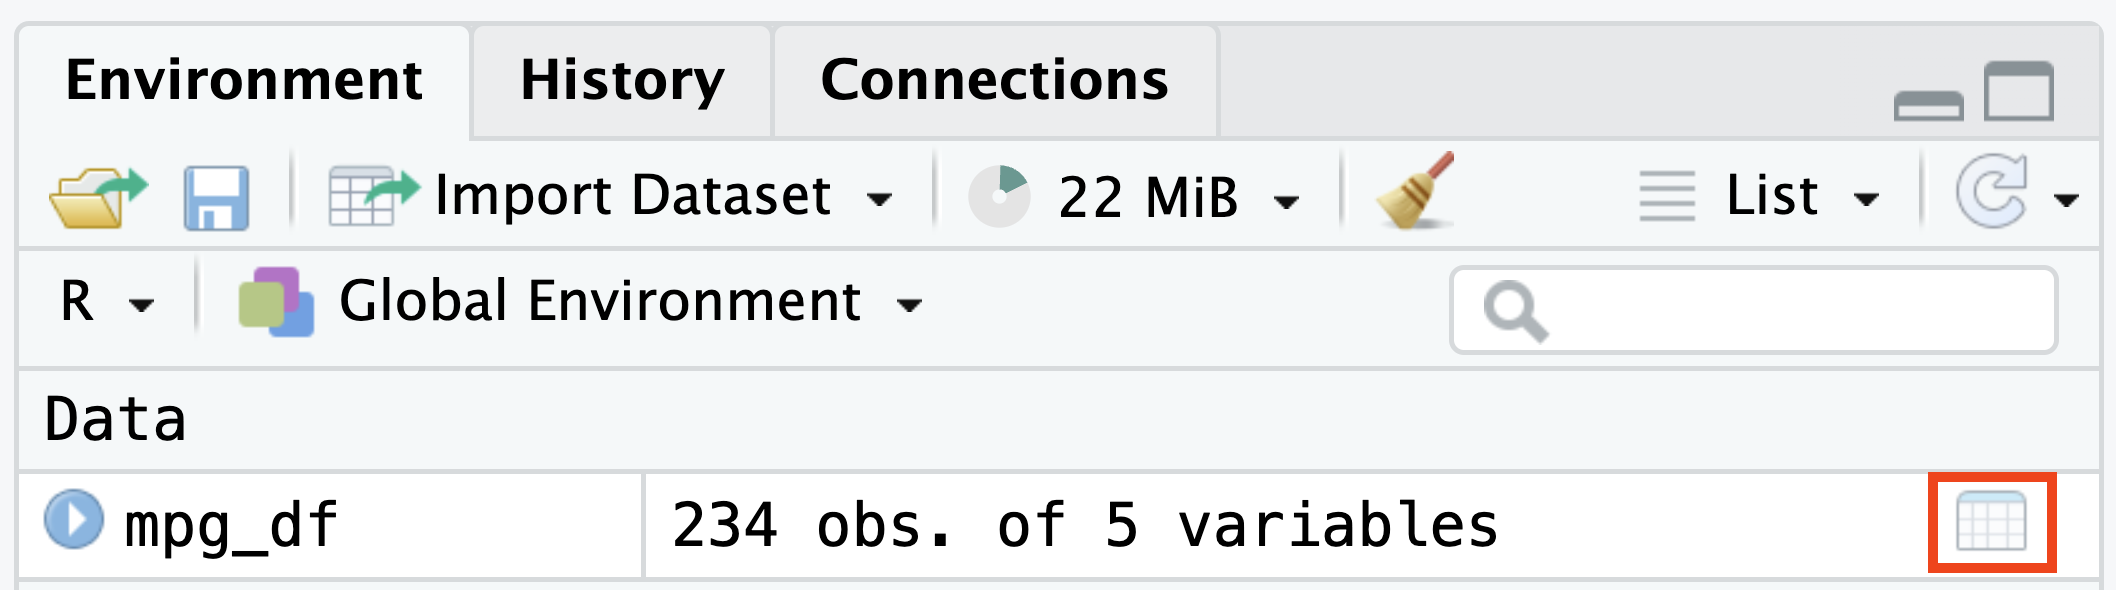 Environment History Connections
Import Dataset 22 MiB List
R Global Environment
Data
mpg_df 234 obs. of 5 variables